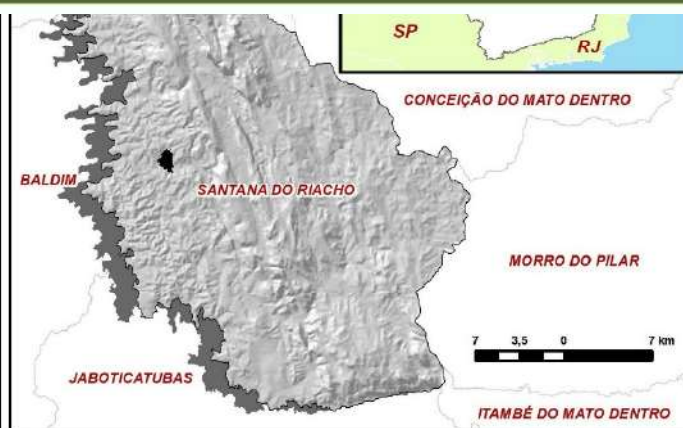 SP
RJ
CONCEIÇÃO DO MATO DENTRO
BALDIM
SANTANA DO RIACHO
MORRO DO PILAR
7 3,5 0 7 km
JABOTICATUBAS
ITAMBÉ DO MATO DENTRO